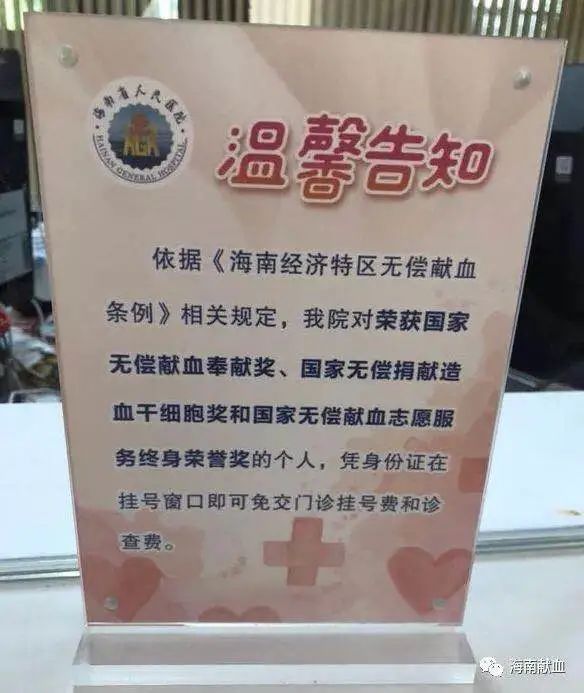 海南省人民医院
HAINAN GENERAL HOSPITAL
温馨告知
依据《海南经济特区无偿献血
条例》相关规定，我院对荣获国家
无偿献血奉献奖、国家无偿捐献造
血干细胞奖和国家无偿献血志愿服
务终身荣誉奖的个人，凭身份证在
挂号窗口即可免交门诊挂号费和诊
查费。
海南献血